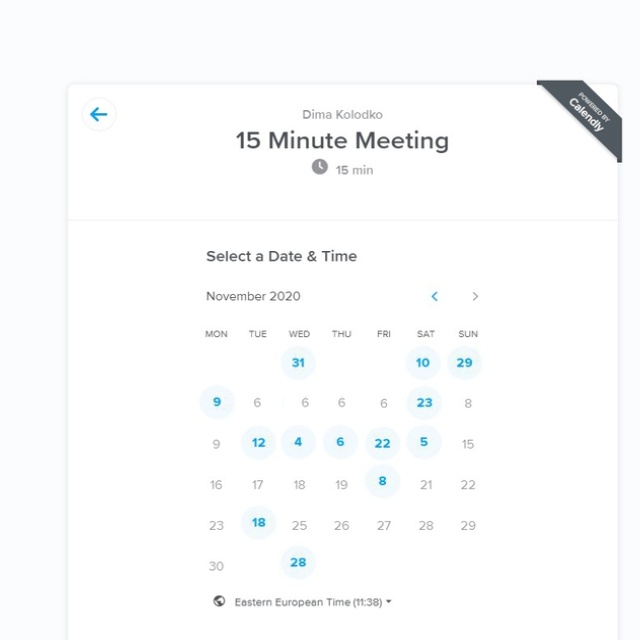 POWERED BY
Calendly
Dima Kolodko
15 Minute Meeting
15 min
Select a Date & Time
November 2020
MON TUE WED THU FRI SAT SUN
31 10 29
9 6 6 6 6 23 8
9 12 4 6 22 5 15
16 17 18 19 8 21 22
23 18 25 26 27 28 29
30 28
Eastern European Time (11:38)